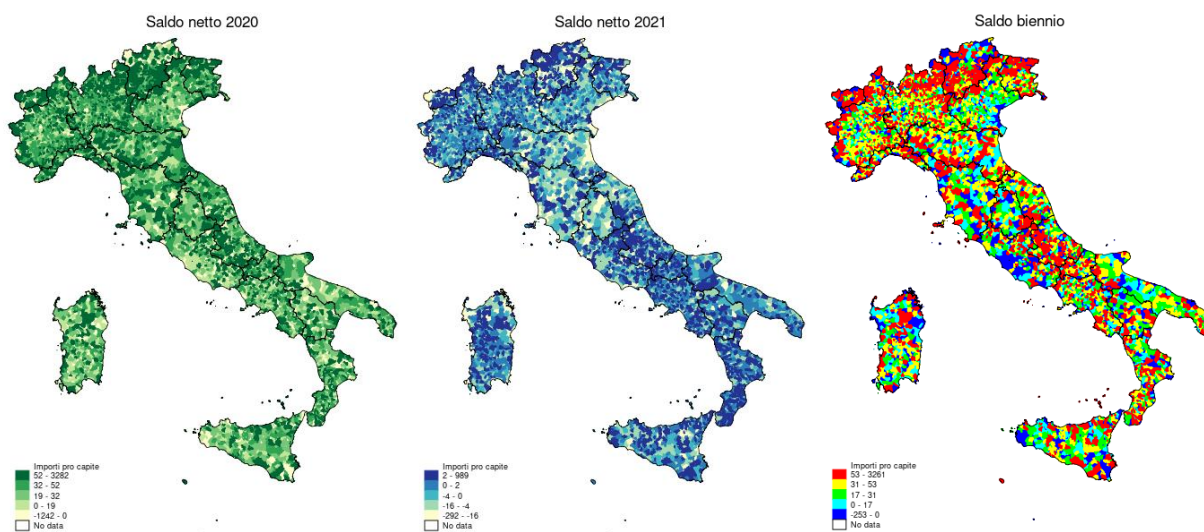 Saldo netto 2020
Saldo netto 2021
Saldo biennio
Importi pro capite
52 - 3282
32 - 52
19 - 32
0 - 19
-1242 - 0
No data
Importi pro capite
2 - 989
0 - 2
-4 - 0
-16 - -4
-292 - -16
No data
Importi pro capite
53 - 3261
31 - 53
17 - 31
0 - 17
-253 - 0
No data